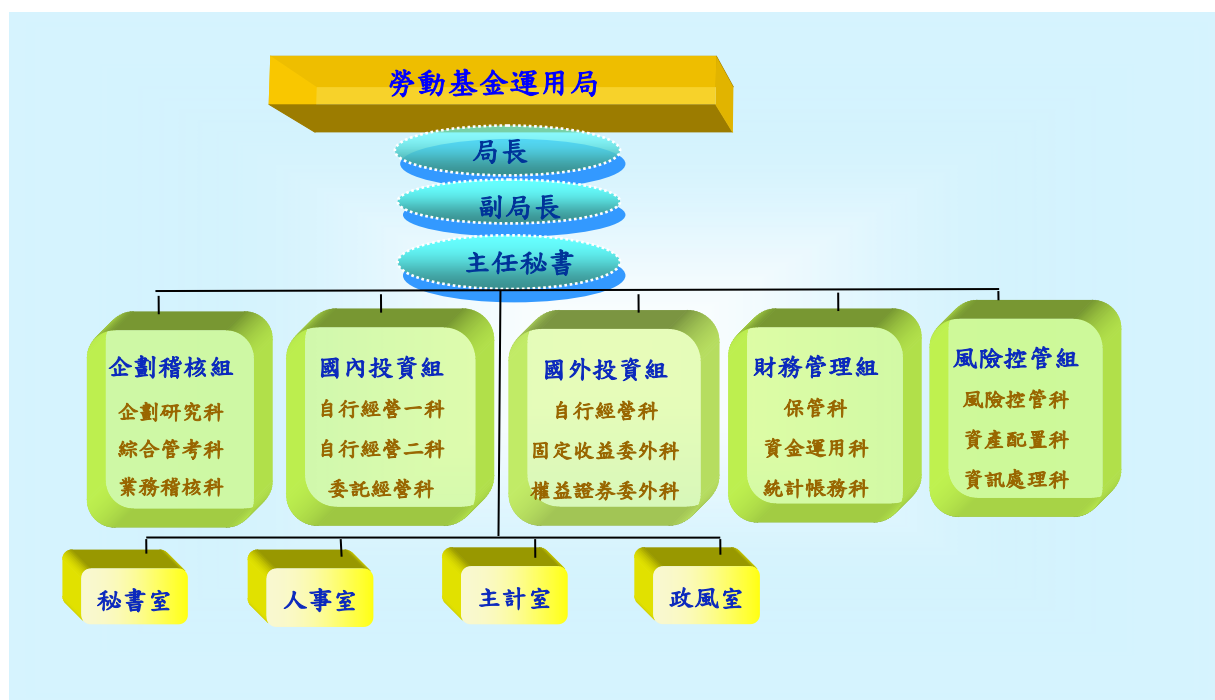 勞動基金運用局
局長
副局長
主任秘書
企劃稽核組
企劃研究科
綜合管考科
業務稽核科
國內投資組
自行經營一科
自行經營二科
委託經營科
國外投資組
自行經營科
固定收益委外科
權益證券委外科
財務管理組
保管科
資金運用科
統計帳務科
風險控管組
風險控管科
資產配置科
資訊處理科
秘書室
人事室
主計室
政風室